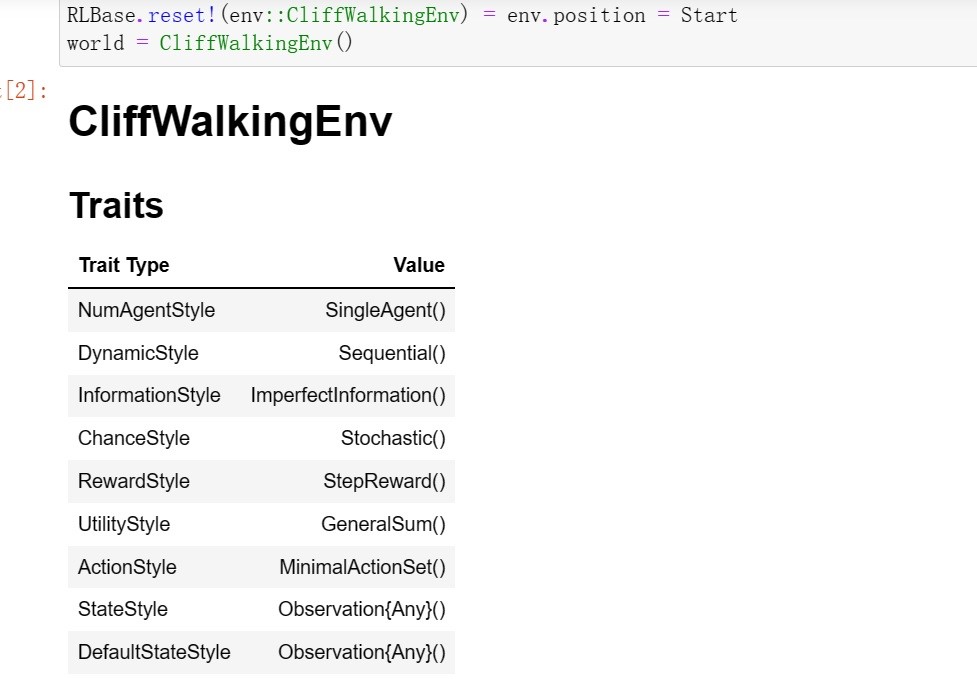 RLBase.reset!(env::CliffWalkingEnv) = env.position = Start
world = CliffWalkingEnv()
[2]:
CliffWalkingEnv
Traits
Trait Type Value
NumAgentStyle SingleAgent()
DynamicStyle Sequential()
InformationStyle ImperfectInformation()
ChanceStyle Stochastic()
RewardStyle StepReward()
UtilityStyle GeneralSum()
ActionStyle MinimalActionSet()
StateStyle Observation{Any}()
DefaultStateStyle Observation{Any}()